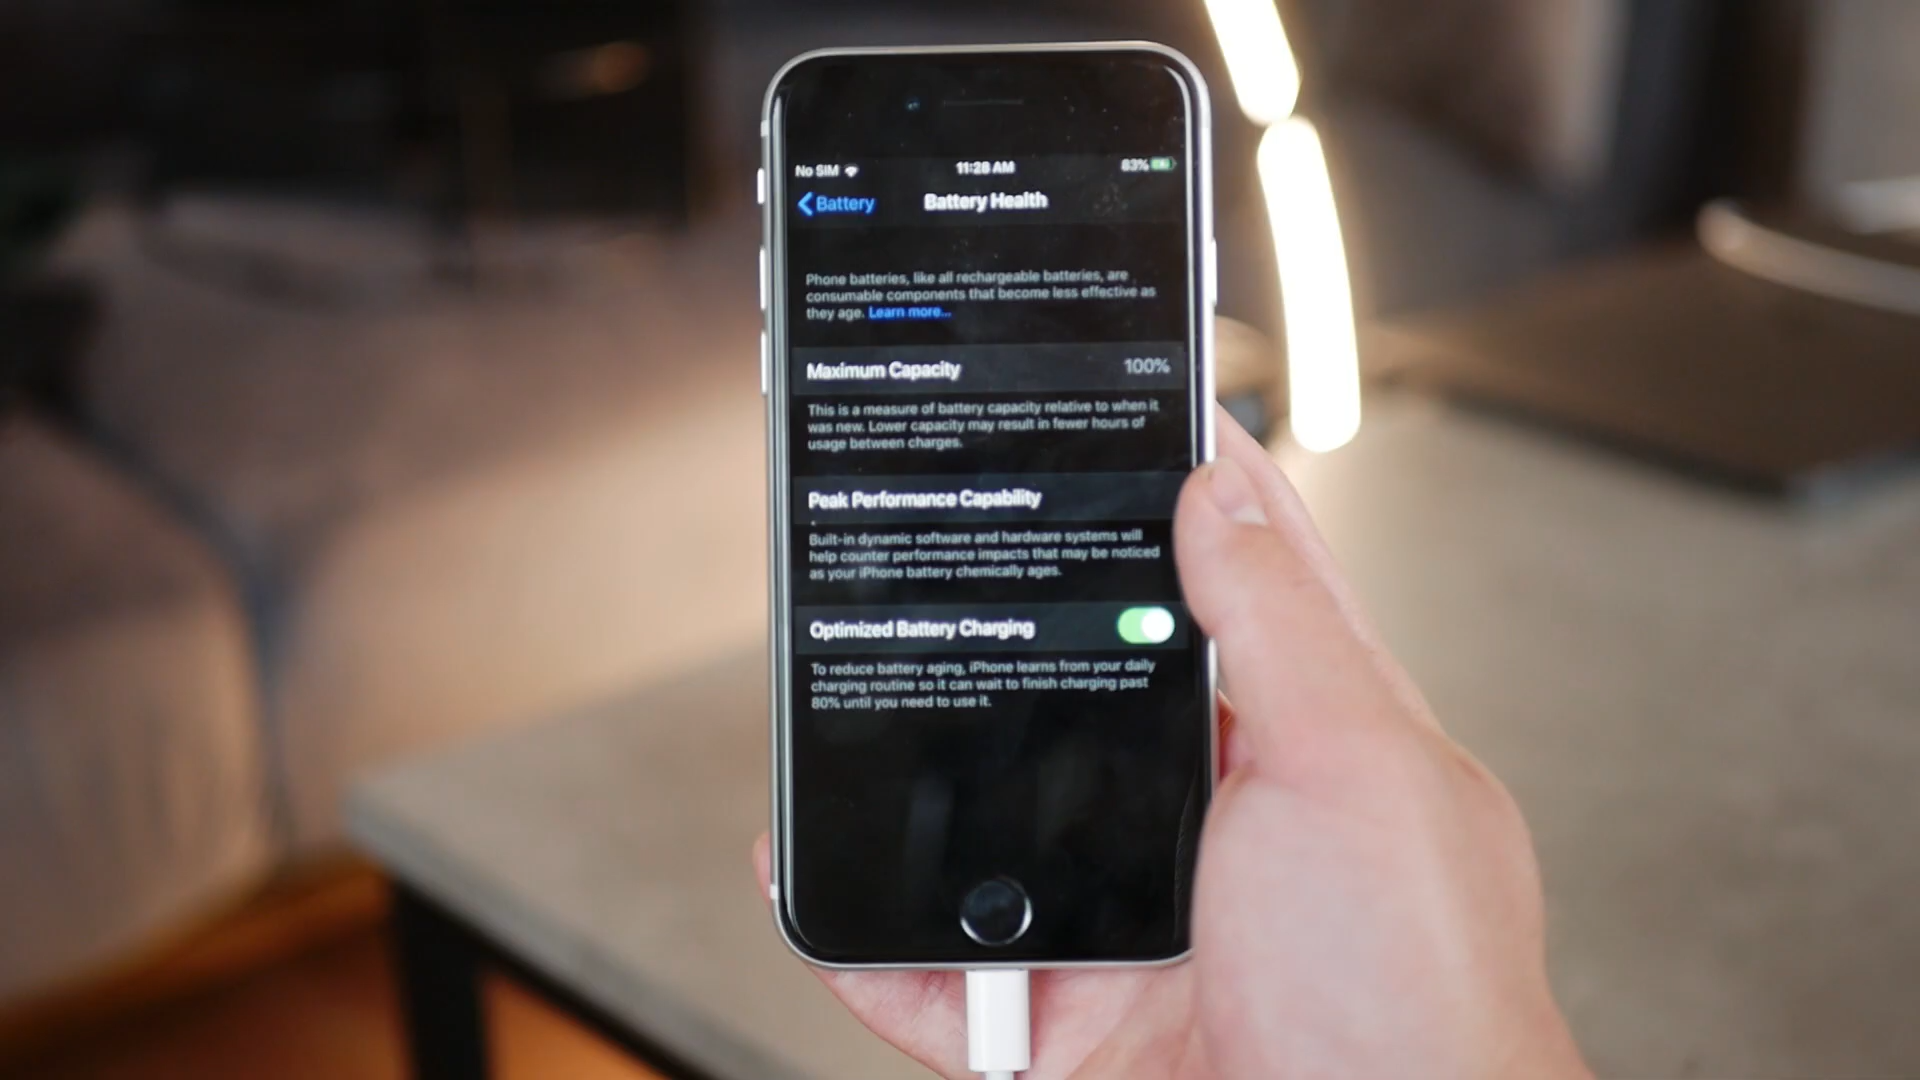 No SIM 11:28 AM 83%
Battery Battery Health
Phone batteries, like all rechargeable batteries, are
consumable components that become less effective as
they age. Learn more...
Maximum Capacity 100%
This is a measure of battery capacity relative to when it
was new. Lower capacity may result in fewer hours of
usage between charges.
Peak Performance Capability
Built-in dynamic software and hardware systems will
help counter performance impacts that may be noticed
as your iPhone battery chemically ages.
Optimized Battery Charging
To reduce battery aging, iPhone learns from your daily
charging routine so it can wait to finish charging past
80% until you need to use it.